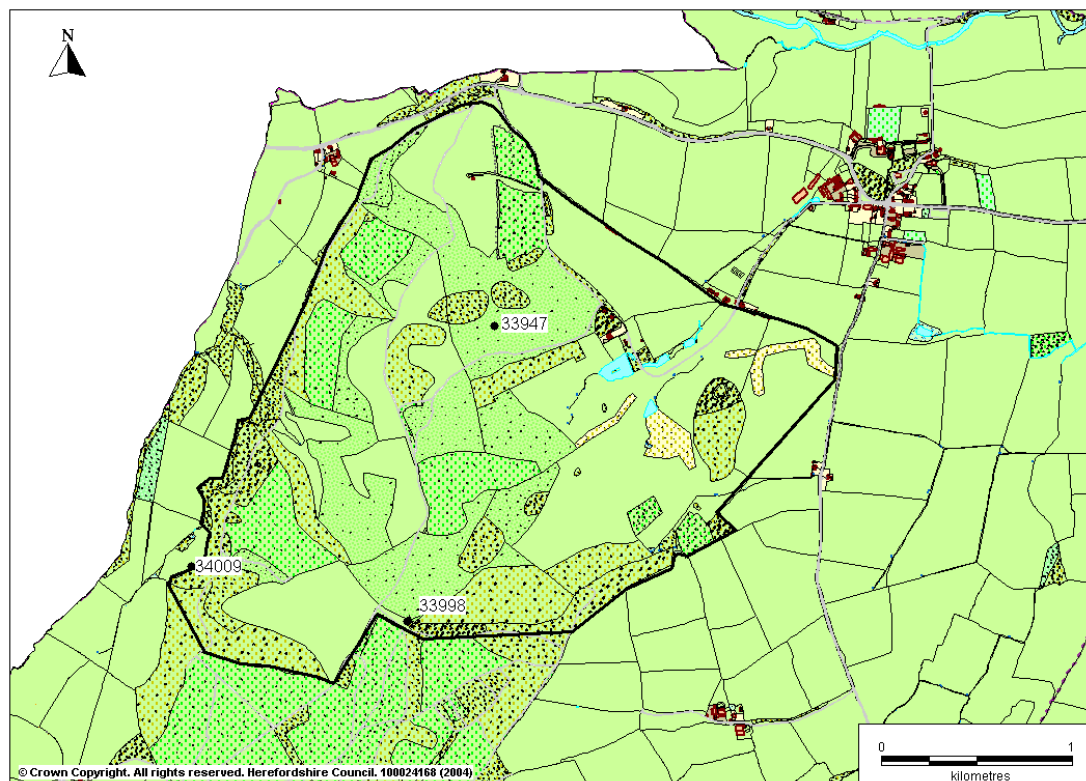 N
33947
34009
33998
0 1
kilometres
© Crown Copyright. All rights reserved. Herefordshire Council. 100024168 (2004)